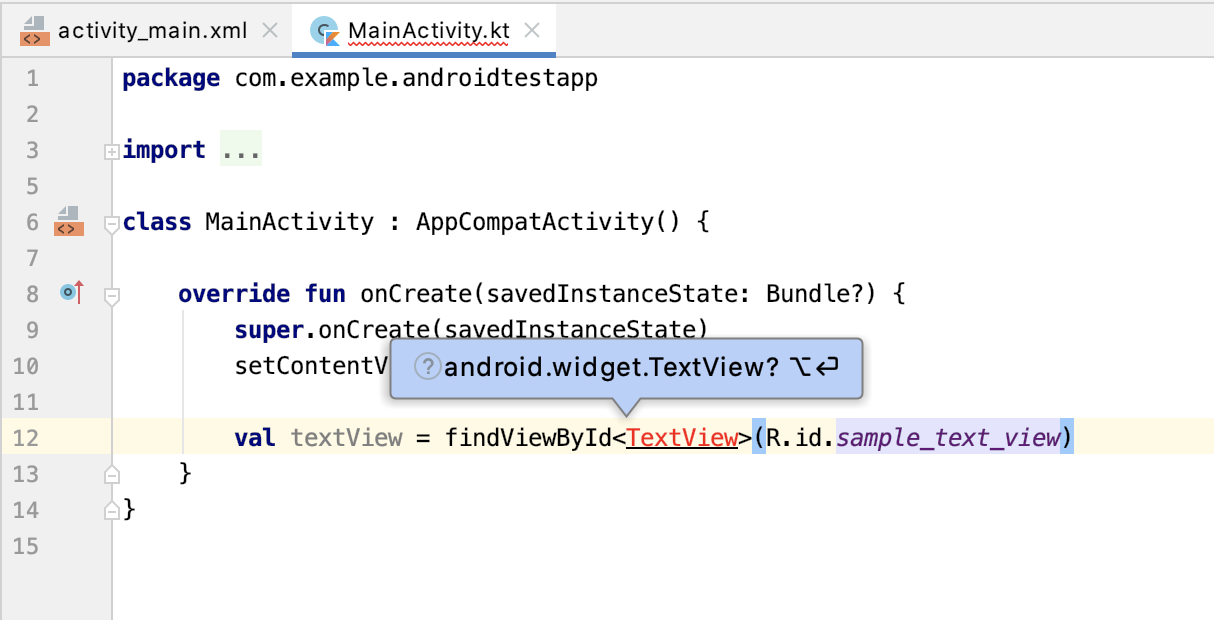 activity_main.xml MainActivity.kt
1 package com.example.androidtestapp
2
3 import ...
5
6 class MainActivity : AppCompatActivity() {
7
8 override fun onCreate(savedInstanceState: Bundle?) {
9 super.onCreate(savedInstanceState)
10 setContentV
?android.widget.TextView? ⌥↩
11
12 val textView = findViewById<TextView>(R.id.sample_text_view)
13 }
14 }
15